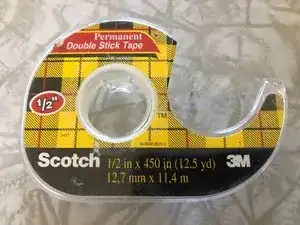 Permanent
Double Stick Tape
1/2"
TM
Scotch
1/2 in x 450 in (12.5 yd)
12,7 mm x 11,4 m
3M